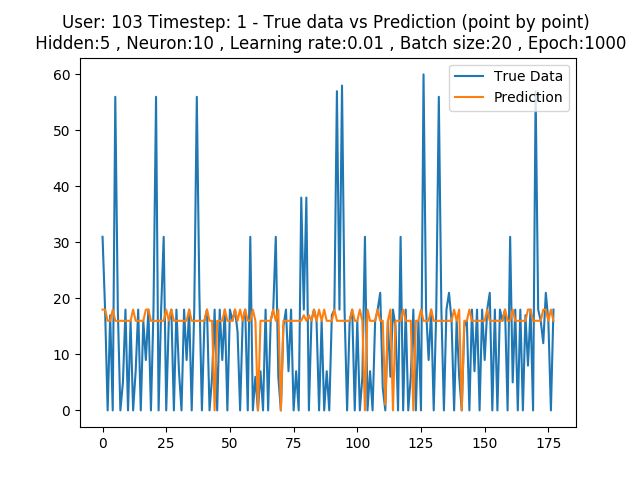 User: 103 Timestep: 1 - True data vs Prediction (point by point)
Hidden:5 , Neuron:10 , Learning rate:0.01 , Batch size:20 , Epoch:1000
True Data
Prediction
60
50
40
30
20
10
0
0 25 50 75 100 125 150 175